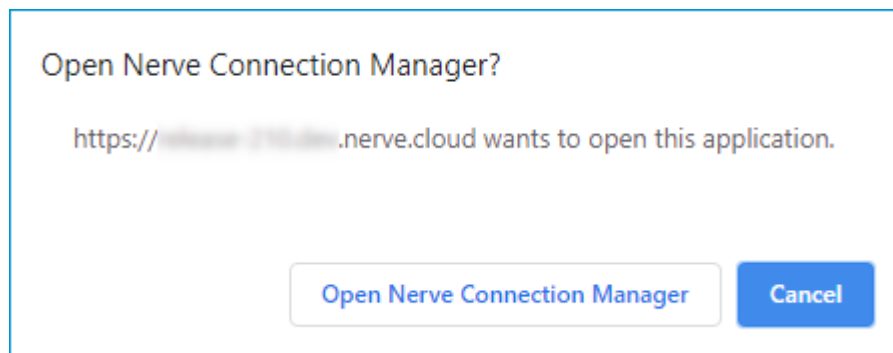 Open Nerve Connection Manager?
https:// .nerve.cloud wants to open this application.
Open Nerve Connection Manager
Cancel